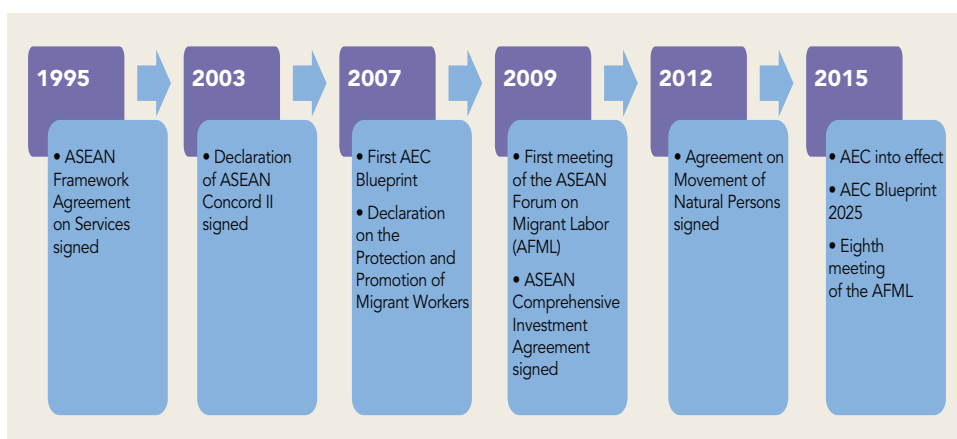 1995
• ASEAN
Framework
Agreement
on Services
signed
2003
• Declaration
of ASEAN
Concord II
signed
2007
• First AEC
Blueprint
• Declaration
on the
Protection and
Promotion of
Migrant Workers
2009
• First meeting
of the ASEAN
Forum on
Migrant Labor
(AFML)
• ASEAN
Comprehensive
Investment
Agreement
signed
2012
• Agreement on
Movement of
Natural Persons
signed
2015
• AEC into effect
• AEC Blueprint
2025
• Eighth
meeting
of the AFML